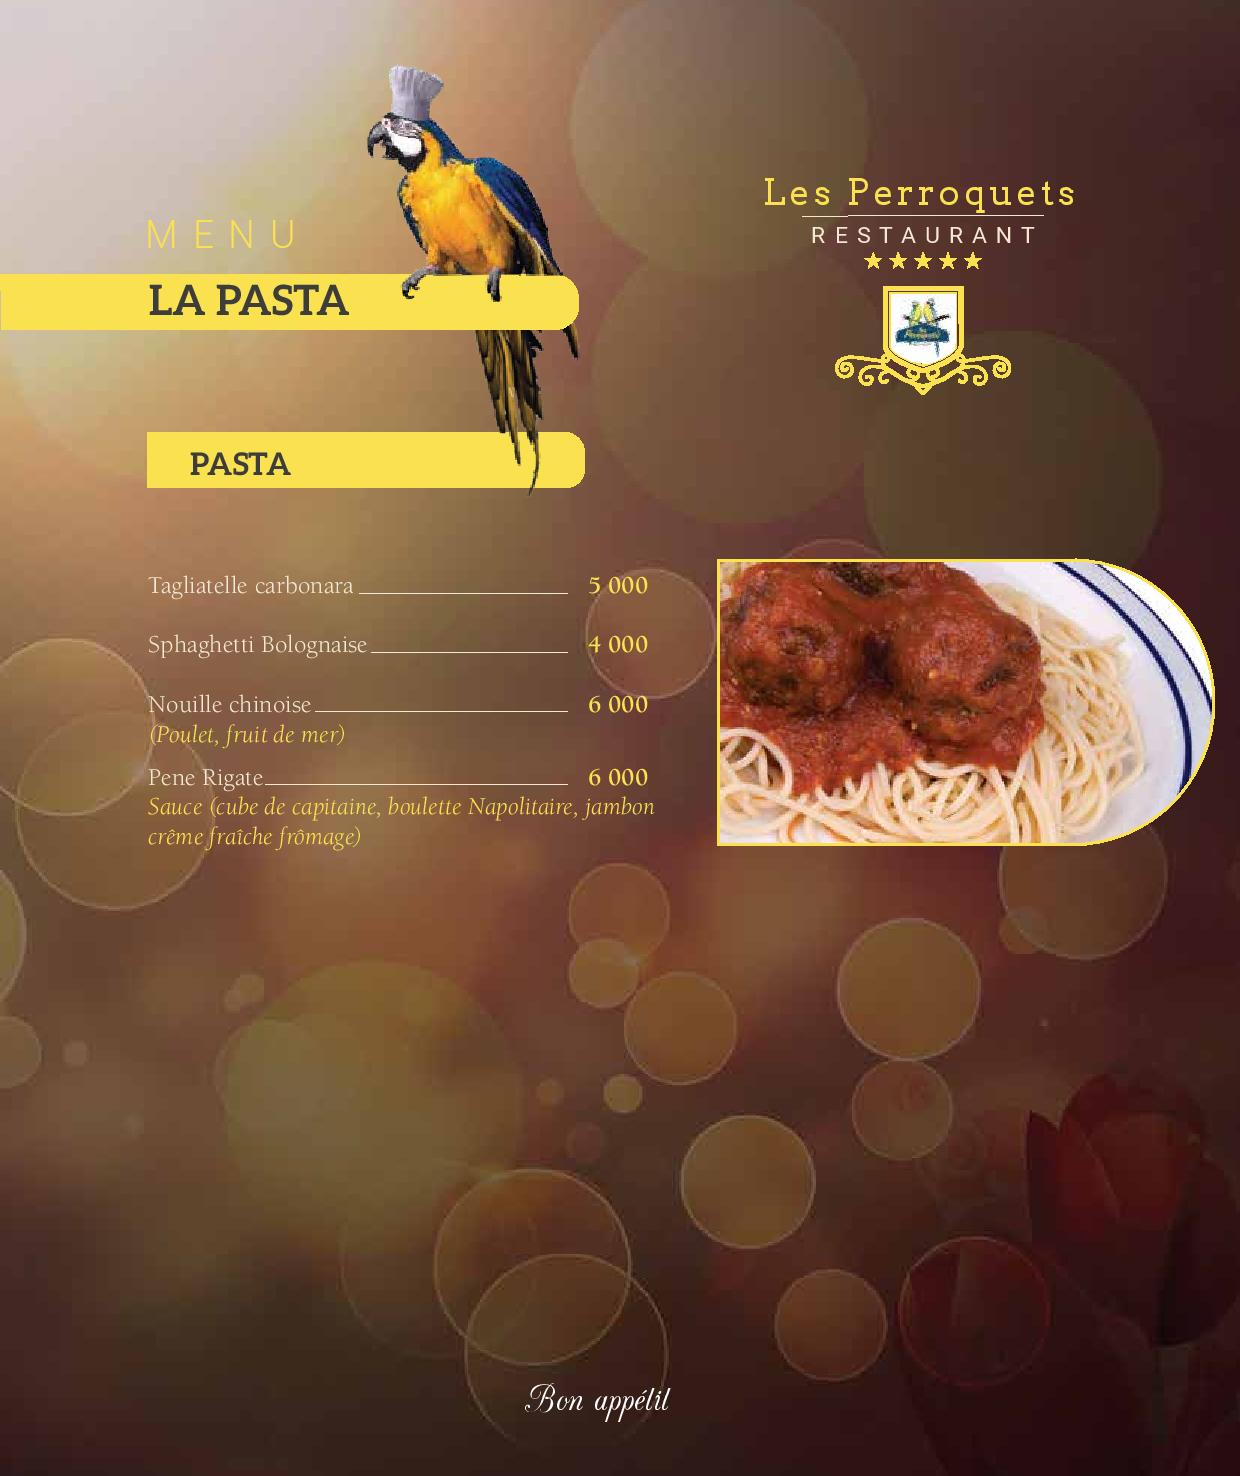 MENU
LA PASTA
Les Perroquets
RESTAURANT
PASTA
Tagliatelle carbonara 5 000
Sphaghetti Bolognaise 4 000
Nouille chinoise 6 000
(Poulet, fruit de mer)
Pene Rigate 6 000
Sauce (cube de capitaine, boulette Napolitaire, jambon
crême fraîche frômage)
Bon appétit